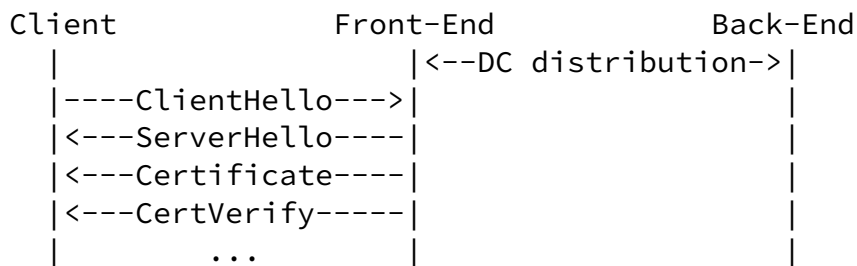 Client            Front-End            Back-End
  |                   |<--DC distribution->|
  |----ClientHello--->|                    |
  |<---ServerHello----|                    |
  |<---Certificate----|                    |
  |<---CertVerify-----|                    |
  |        ...        |                    |